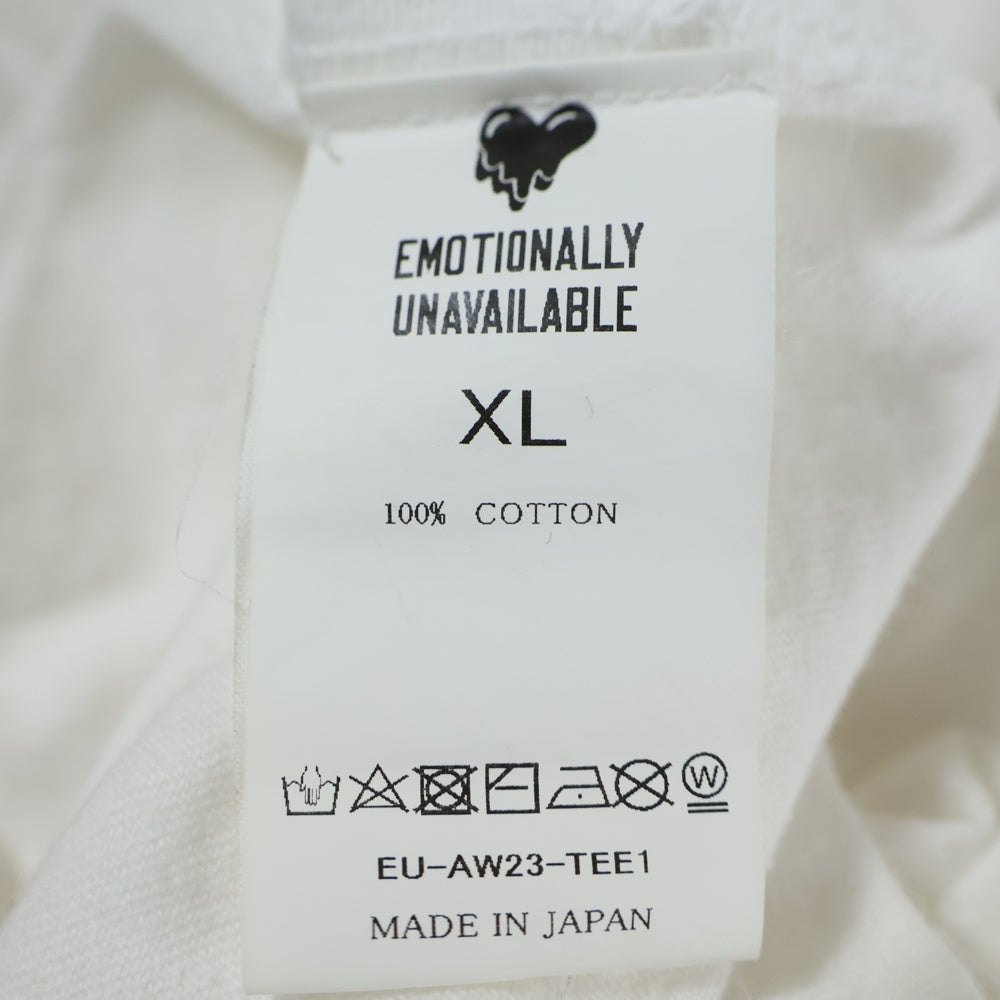 EMOTIONALLY
UNAVAILABLE
XL
100% COTTON
W
EU-AW23-TEE1
MADE IN JAPAN